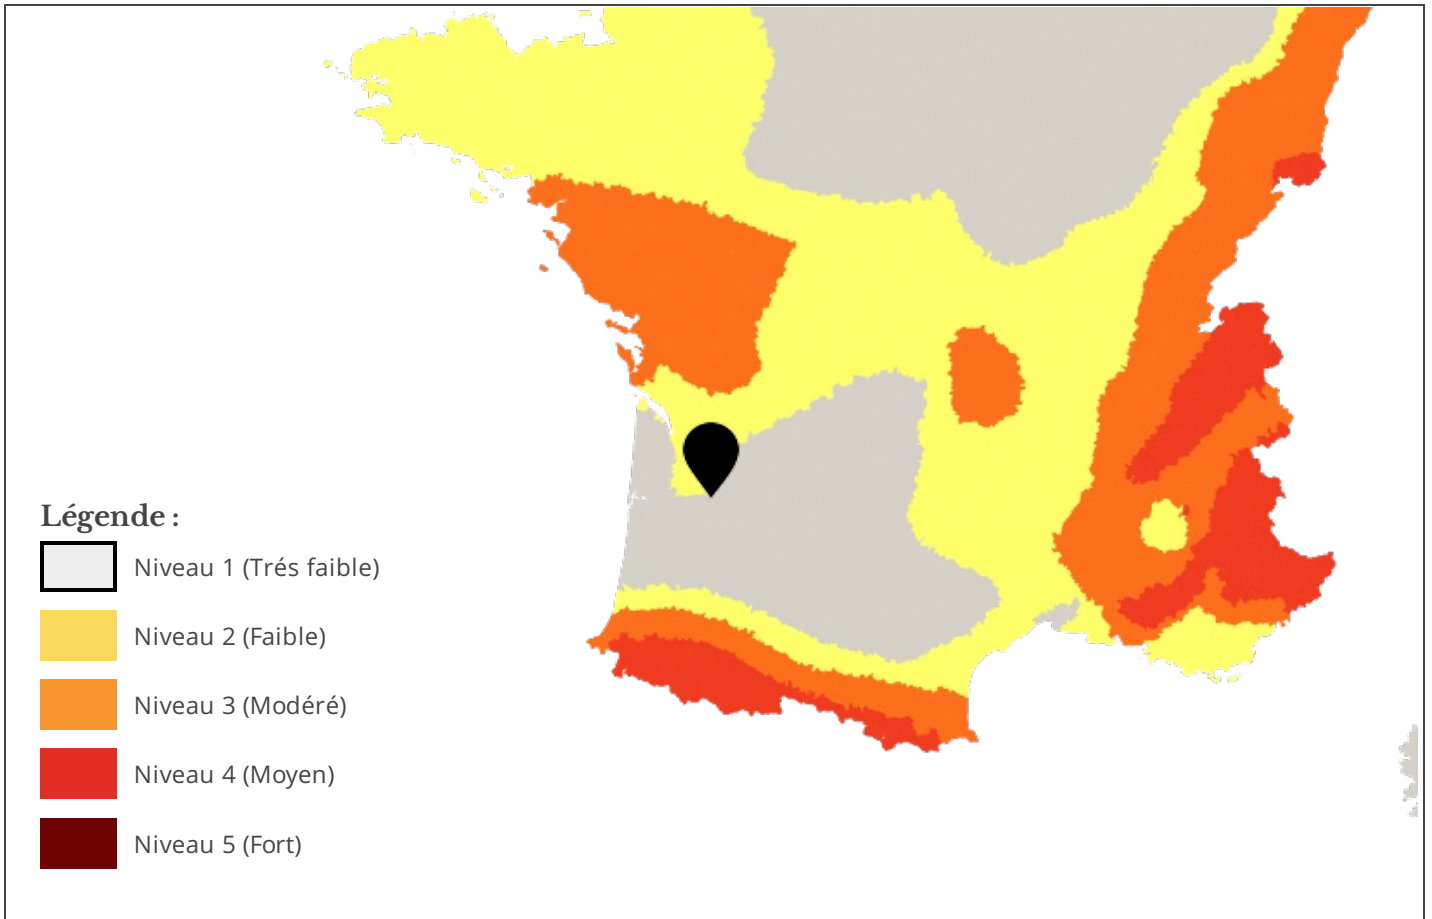 Légende :
Niveau 1 (Trés faible)
Niveau 2 (Faible)
Niveau 3 (Modéré)
Niveau 4 (Moyen)
Niveau 5 (Fort)